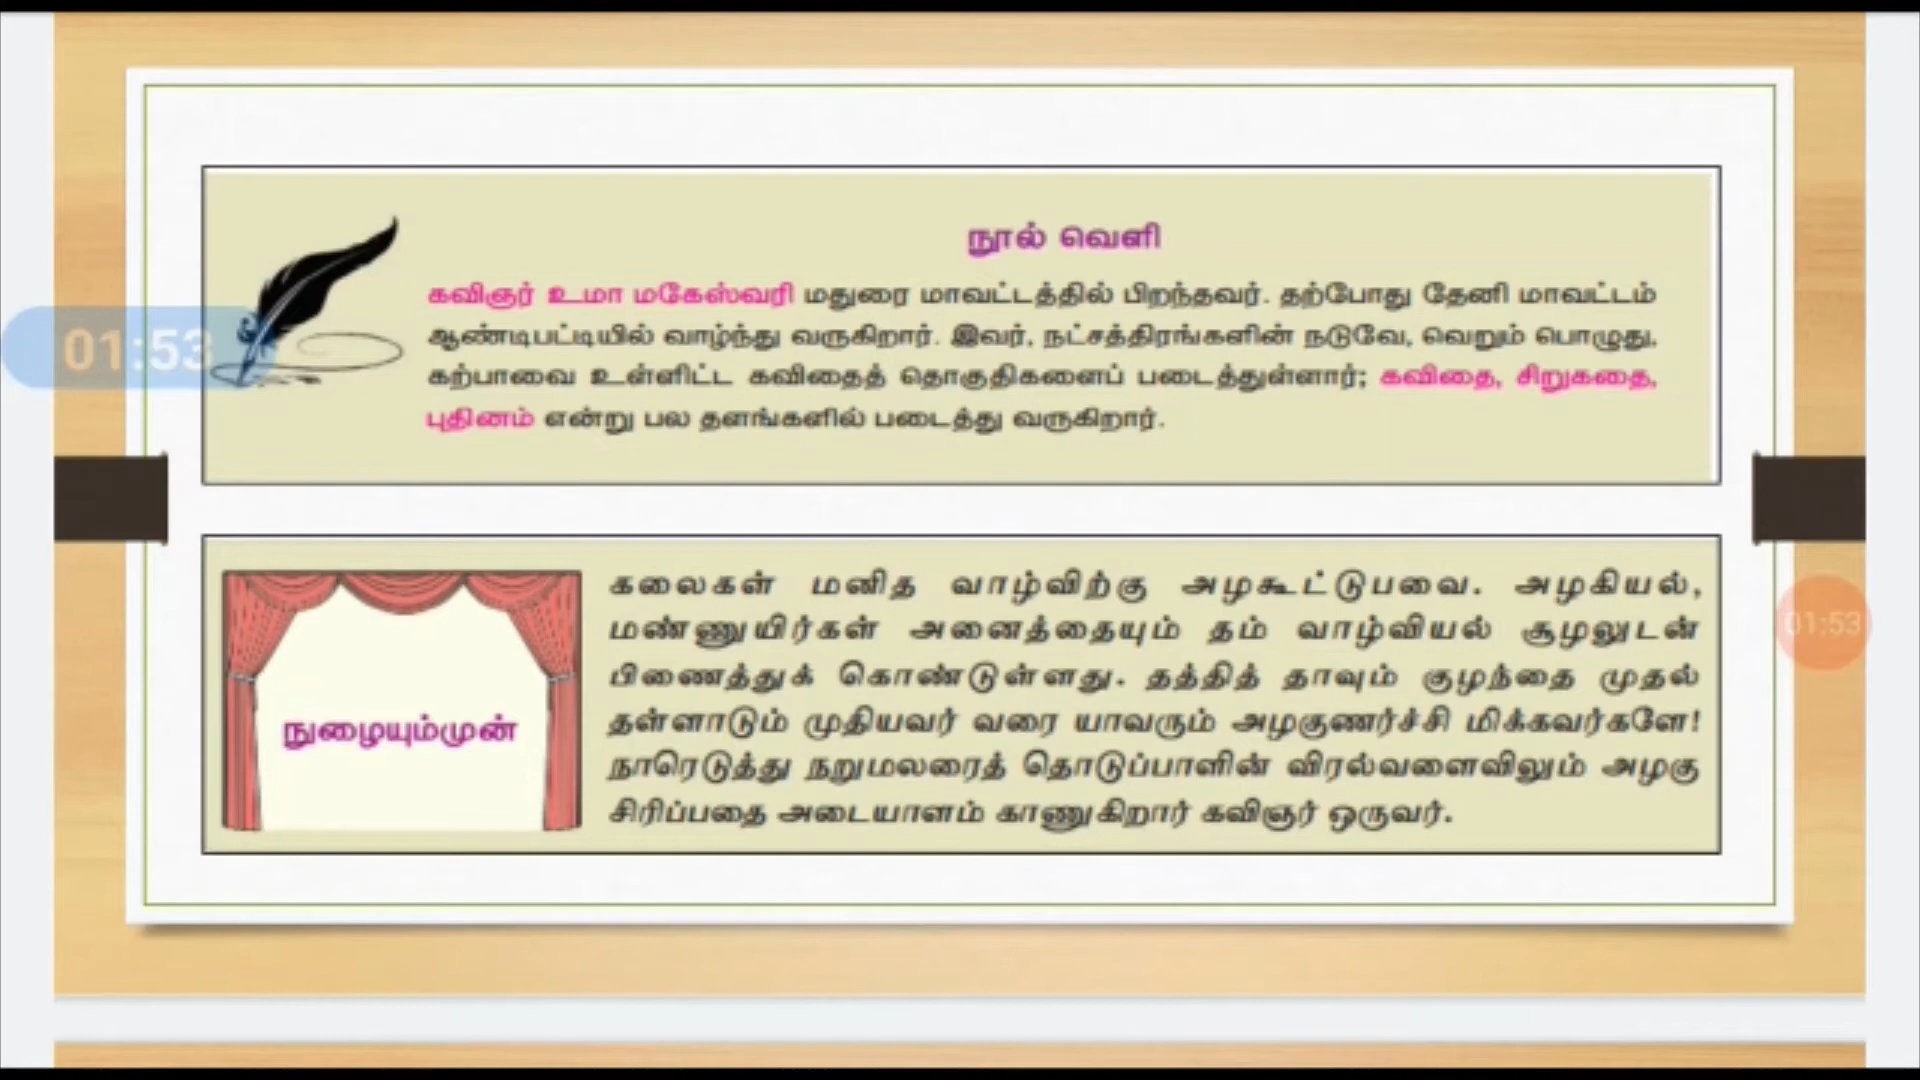 நூல் வெளி
கவிஞர் உமா மகேஸ்வரி மதுரை மாவட்டத்தில் பிறந்தவர். தற்போது தேனி மாவட்டம்
ஆண்டிபட்டியில் வாழ்ந்து வருகிறார். இவர், நட்சத்திரங்களின் நடுவே, வெறும் பொழுது,
கற்பாவை உள்ளிட்ட கவிதைத் தொகுதிகளைப் படைத்துள்ளார்; கவிதை, சிறுகதை,
புதினம் என்று பல தளங்களில் படைத்து வருகிறார்.
01:53
நுழையும்முன்
கலைகள் மனித வாழ்விற்கு அழகூட்டுபவை. அழகியல்,
மண்ணுயிர்கள் அனைத்தையும் தம் வாழ்வியல் சூழலுடன்
பிணைத்துக் கொண்டுள்ளது. தத்தித் தாவும் குழந்தை முதல்
தள்ளாடும் முதியவர் வரை யாவரும் அழகுணர்ச்சி மிக்கவர்களே!
நாரெடுத்து நறுமலரைத் தொடுப்பாளின் விரல்வளைவிலும் அழகு
சிரிப்பதை அடையாளம் காணுகிறார் கவிஞர் ஒருவர்.
01:53